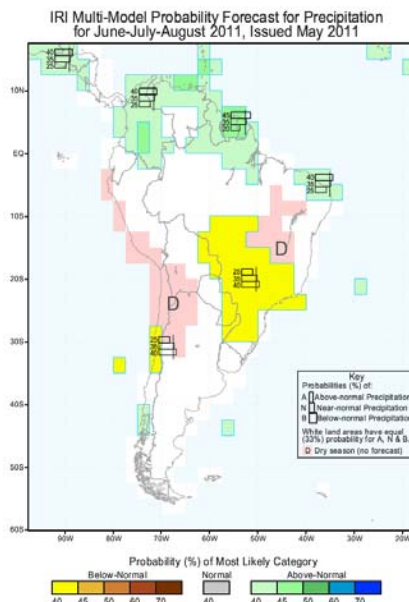 IRI Multi-Model Probability Forecast for Precipitation
for June-July-August 2011, Issued May 2011
10N
EQ
10S
20S
30S
40S
50S
60S
D
D
90W 80W 70W 60W 50W 40W 30W
Key
Probabilities (%) of:
A Above-normal Precipitation
N Near-normal Precipitation
B Below-normal Precipitation
White land areas have equal
(33%) probability for A, N & B.
D Dry season (no forecast)
Probability (%) of Most Likely Category
Below-Normal Normal Above-Normal
40 45 50 60 70 40 40 45 50 60 70